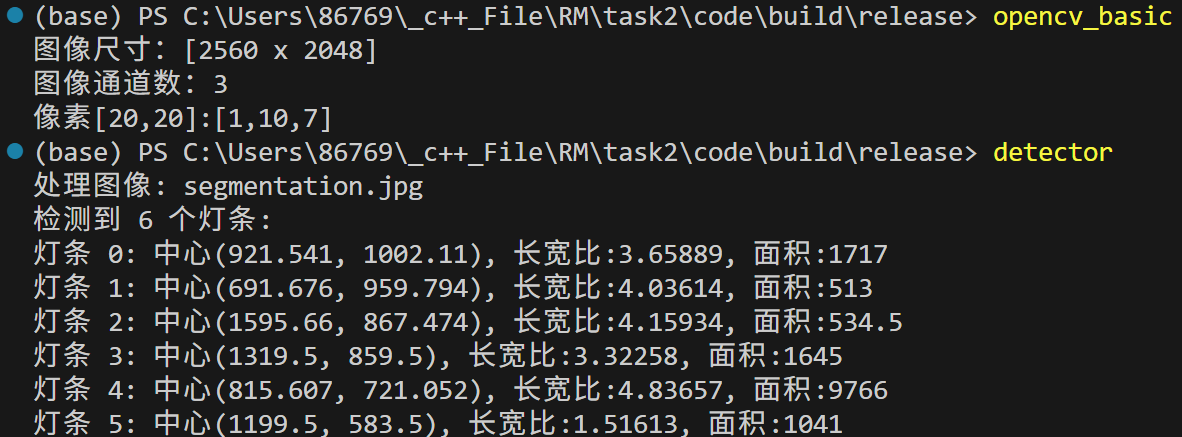 (base) PS C:\Users\86769\_c++_File\RM\task2\code\build\release> opencv_basic
图像尺寸: [2560 x 2048]
图像通道数: 3
像素[20,20]:[1,10,7]
(base) PS C:\Users\86769\_c++_File\RM\task2\code\build\release> detector
处理图像: segmentation.jpg
检测到 6 个灯条:
灯条 0: 中心(921.541, 1002.11), 长宽比:3.65889, 面积:1717
灯条 1: 中心(691.676, 959.794), 长宽比:4.03614, 面积:513
灯条 2: 中心(1595.66, 867.474), 长宽比:4.15934, 面积:534.5
灯条 3: 中心(1319.5, 859.5), 长宽比:3.32258, 面积:1645
灯条 4: 中心(815.607, 721.052), 长宽比:4.83657, 面积:9766
灯条 5: 中心(1199.5, 583.5), 长宽比:1.51613, 面积:1041